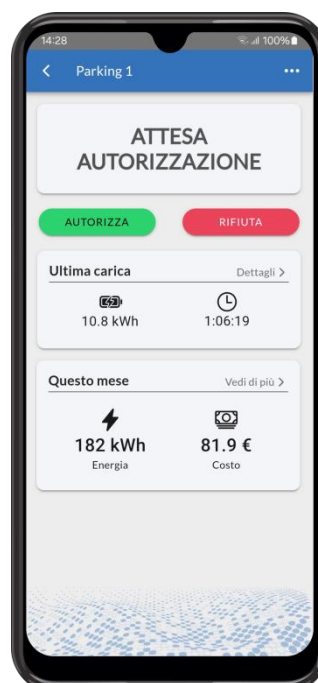 14:28 100%
Parking 1
ATTESA
AUTORIZZAZIONE
AUTORIZZA RIFIUTA
Ultima carica Dettagli >
10.8 kWh 1:06:19
Questo mese Vedi di più >
182 kWh 81.9 €
Energia Costo